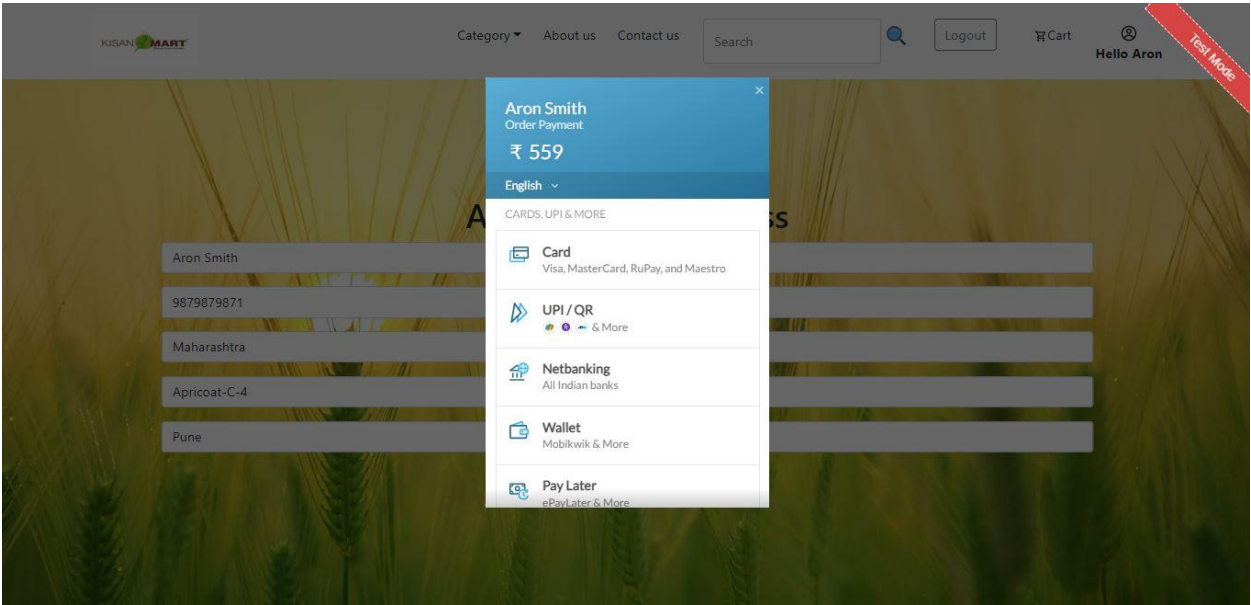 KISAN MART
Category
About us
Contact us
Search
Logout
Cart
Hello Aron
Test Mode
Aron Smith
Order Payment
₹ 559
English
CARDS, UPI & MORE
Card
Visa, MasterCard, RuPay, and Maestro
UPI / QR
& More
Netbanking
All Indian banks
Wallet
Mobikwik & More
Pay Later
ePayLater & More
Aron Smith
9879879871
Maharashtra
Apricoat-C-4
Pune